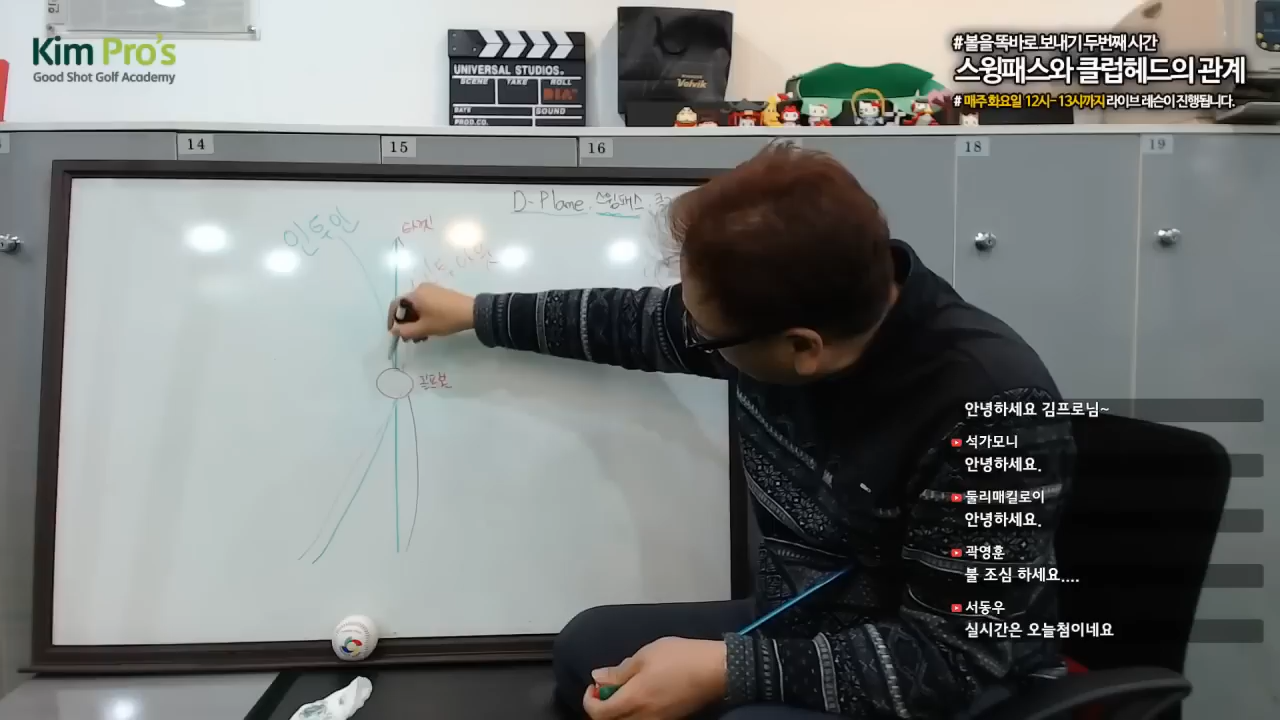 Kim Pro's
Good Shot Golf Academy
# 볼을 똑바로 보내기 두번째 시간
스윙패스와 클럽헤드의 관계
# 매주 화요일 12시- 13시까지 라이브 레슨이 진행됩니다.
UNIVERSAL STUDIOS
SCENE TAKE ROLL
DATE SOUND
PROD.CO.
Velvik
14
15
16
18
19
D-Plane. 스윙패스.
인투인
타겟
골프볼
안녕하세요 김프로님~
석가모니
안녕하세요.
둘리매킬로이
안녕하세요.
곽영훈
불 조심 하세요....
서동우
실시간은 오늘첨이네요